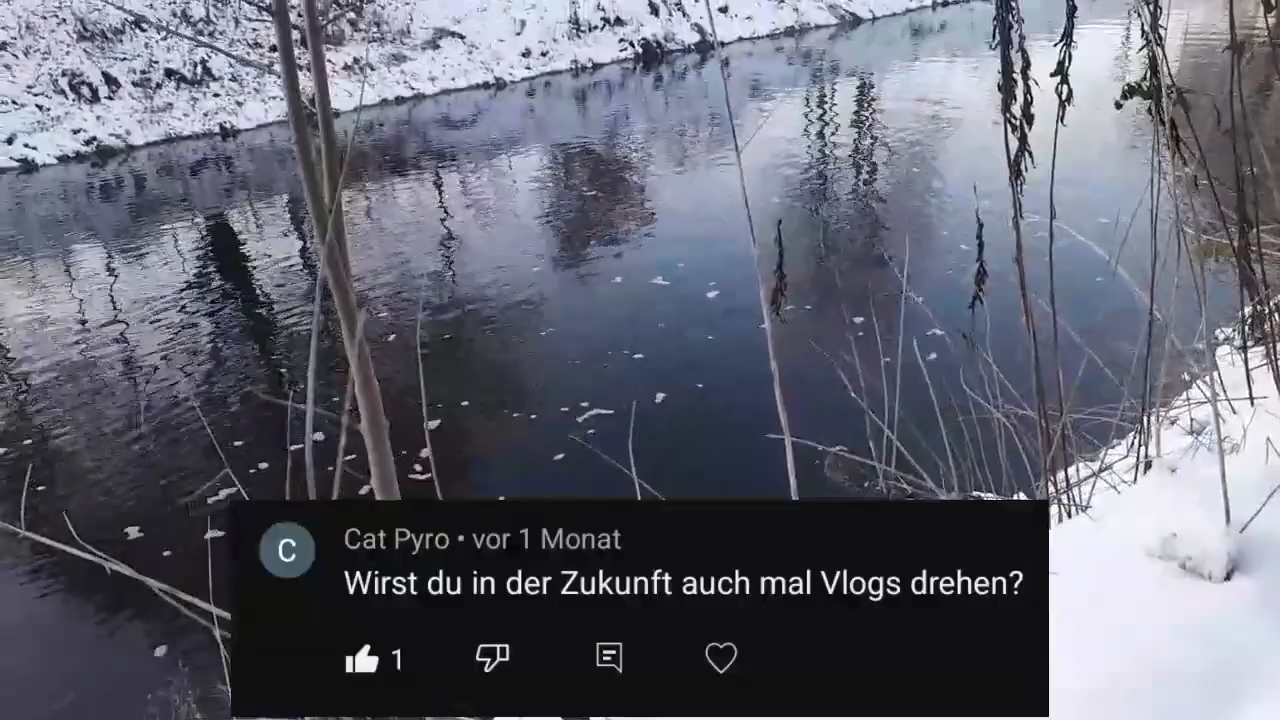 C
Cat Pyro • vor 1 Monat
Wirst du in der Zukunft auch mal Vlogs drehen?
1